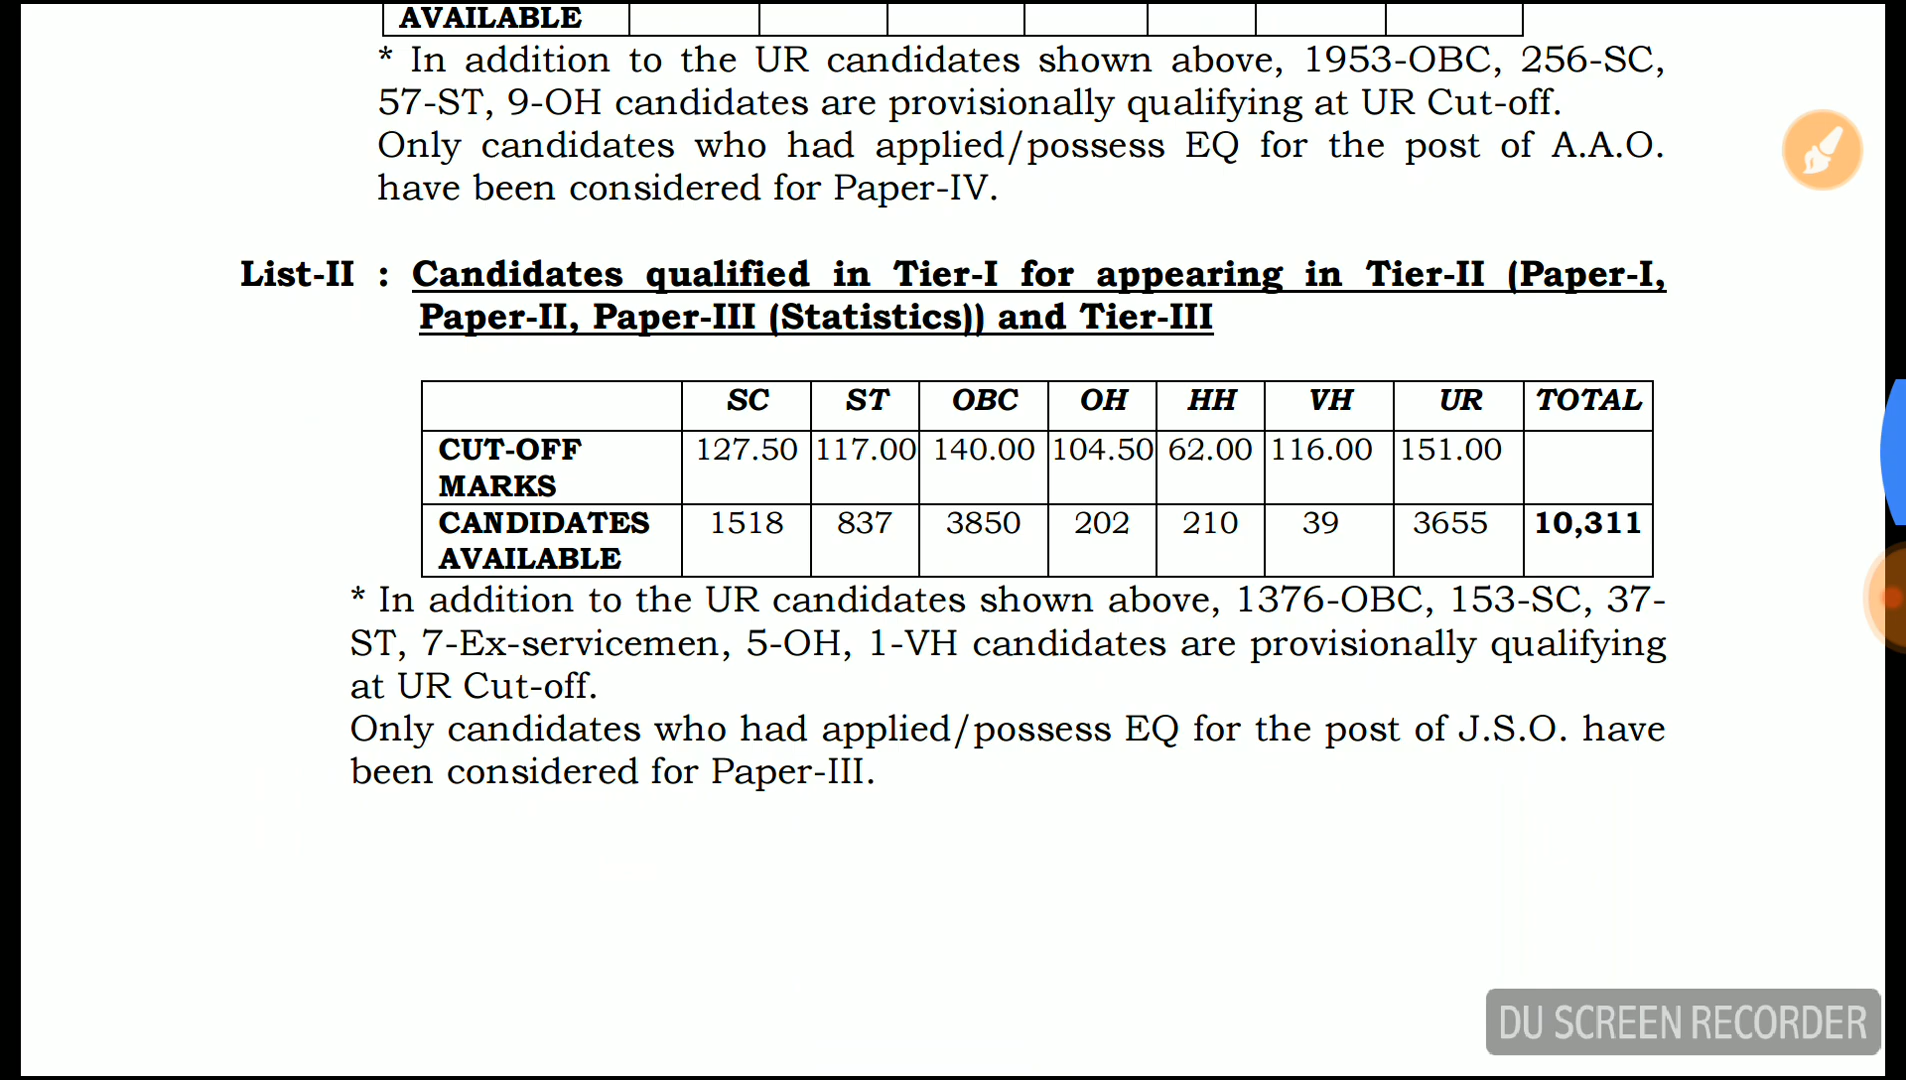 AVAILABLE
* In addition to the UR candidates shown above, 1953-OBC, 256-SC,
57-ST, 9-OH candidates are provisionally qualifying at UR Cut-off.
Only candidates who had applied/possess EQ for the post of A.A.O.
have been considered for Paper-IV.
List-II : Candidates qualified in Tier-I for appearing in Tier-II (Paper-I,
Paper-II, Paper-III (Statistics)) and Tier-III
SC ST OBC OH HH VH UR TOTAL
CUT-OFF 127.50 117.00 140.00 104.50 62.00 116.00 151.00
MARKS
CANDIDATES 1518 837 3850 202 210 39 3655 10,311
AVAILABLE
* In addition to the UR candidates shown above, 1376-OBC, 153-SC, 37-
ST, 7-Ex-servicemen, 5-OH, 1-VH candidates are provisionally qualifying
at UR Cut-off.
Only candidates who had applied/possess EQ for the post of J.S.O. have
been considered for Paper-III.
DU SCREEN RECORDER